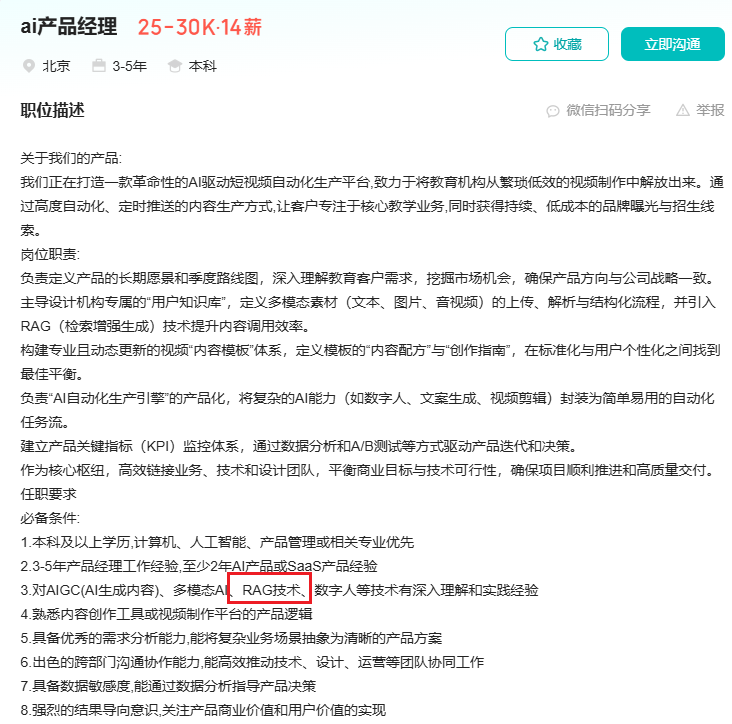 ai产品经理 25-30K·14薪
收藏 立即沟通
北京 3-5年 本科
职位描述 微信扫码分享 举报
关于我们的产品:
我们正在打造一款革命性的AI驱动短视频自动化生产平台,致力于将教育机构从繁琐低效的视频制作中解放出来。通
过高度自动化、定时推送的内容生产方式,让客户专注于核心教学业务,同时获得持续、低成本的品牌曝光与招生线
索。
岗位职责:
负责定义产品的长期愿景和季度路线图，深入理解教育客户需求，挖掘市场机会，确保产品方向与公司战略一致。
主导设计机构专属的“用户知识库”，定义多模态素材（文本、图片、音视频）的上传、解析与结构化流程，并引入
RAG（检索增强生成）技术提升内容调用效率。
构建专业且动态更新的视频“内容模板”体系，定义模板的“内容配方”与“创作指南”，在标准化与用户个性化之间找到
最佳平衡。
负责“AI自动化生产引擎”的产品化，将复杂的AI能力（如数字人、文案生成、视频剪辑）封装为简单易用的自动化
任务流。
建立产品关键指标（KPI）监控体系，通过数据分析和A/B测试等方式驱动产品迭代和决策。
作为核心枢纽，高效链接业务、技术和设计团队，平衡商业目标与技术可行性，确保项目顺利推进和高质量交付。
任职要求
必备条件:
1.本科及以上学历,计算机、人工智能、产品管理或相关专业优先
2.3-5年产品经理工作经验,至少2年AI产品或SaaS产品经验
3.对AIGC(AI生成内容)、多模态AI、RAG技术、数字人等技术有深入理解和实践经验
4.熟悉内容创作工具或视频制作平台的产品逻辑
5.具备优秀的需求分析能力,能将复杂业务场景抽象为清晰的产品方案
6.出色的跨部门沟通协作能力,能高效推动技术、设计、运营等团队协同工作
7.具备数据敏感度,能通过数据分析指导产品决策
8.强烈的结果导向意识,关注产品商业价值和用户价值的实现